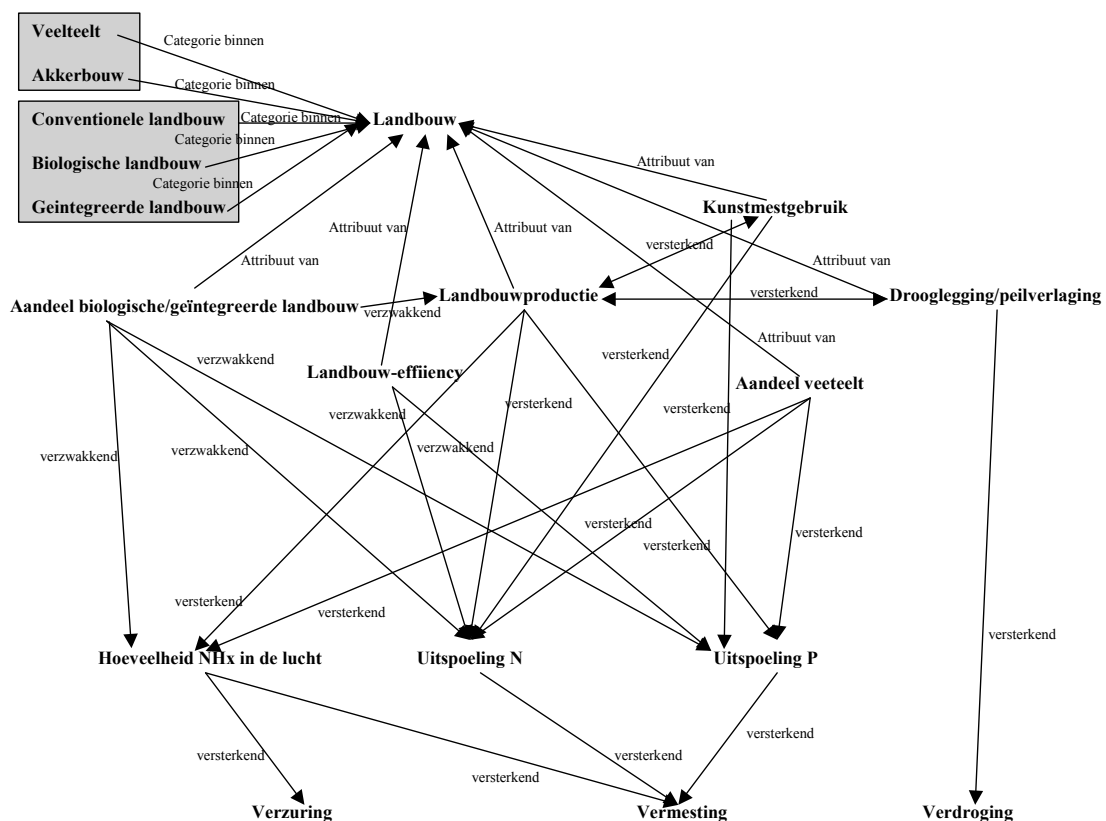 Veelteelt
Categorie binnen
Akkerbouw
Categorie binnen
Conventionele landbouw
Categorie binnen
Landbouw
Categorie binnen
Biologische landbouw
Attribuut van
Categorie binnen
Geintegreerde landbouw
Kunstmestgebruik
Attribuut van
Attribuut van
versterkend
Attribuut van
Attribuut van
Aandeel biologische/geïntegreerde landbouw
Landbouwproductie
versterkend
Drooglegging/peilverlaging
verzwakkend
Attribuut van
verzwakkend
versterkend
Landbouw-effiiency
Aandeel veeteelt
versterkend
verzwakkend
versterkend
verzwakkend
verzwakkend
verzwakkend
versterkend
versterkend
versterkend
versterkend
versterkend
versterkend
Hoeveelheid NHx in de lucht
Uitspoeling N
Uitspoeling P
versterkend
versterkend
versterkend
versterkend
Verzuring
Vermesting
Verdroging